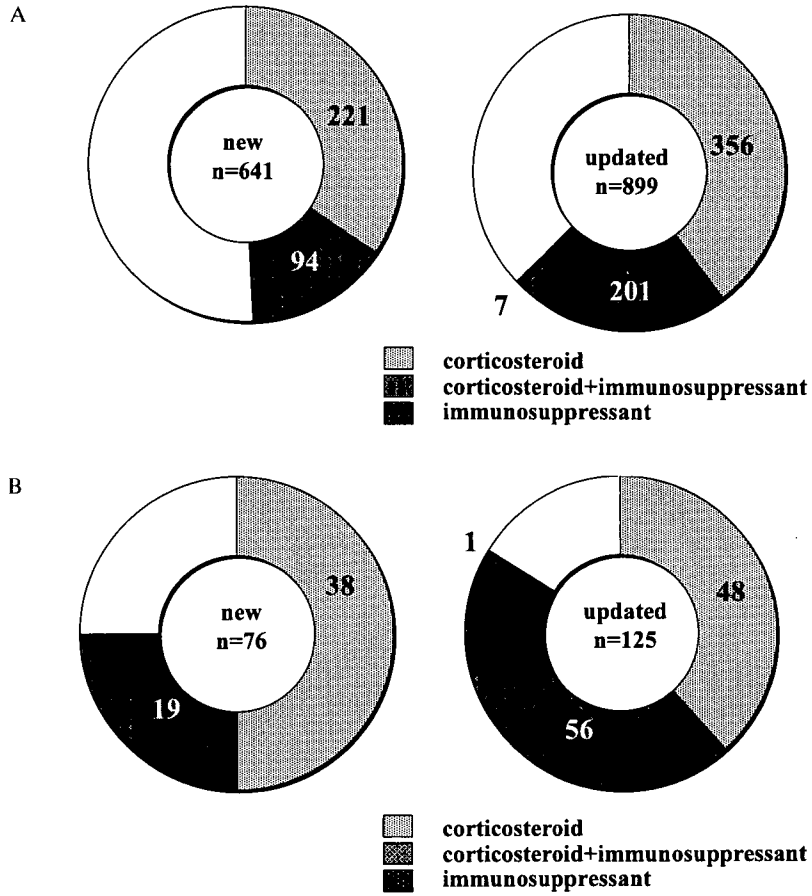 A
new
n=641
221
94
updated
n=899
356
201
7
corticosteroid
corticosteroid+immunosuppressant
immunosuppressant
B
new
n=76
38
19
updated
n=125
48
56
1
corticosteroid
corticosteroid+immunosuppressant
immunosuppressant